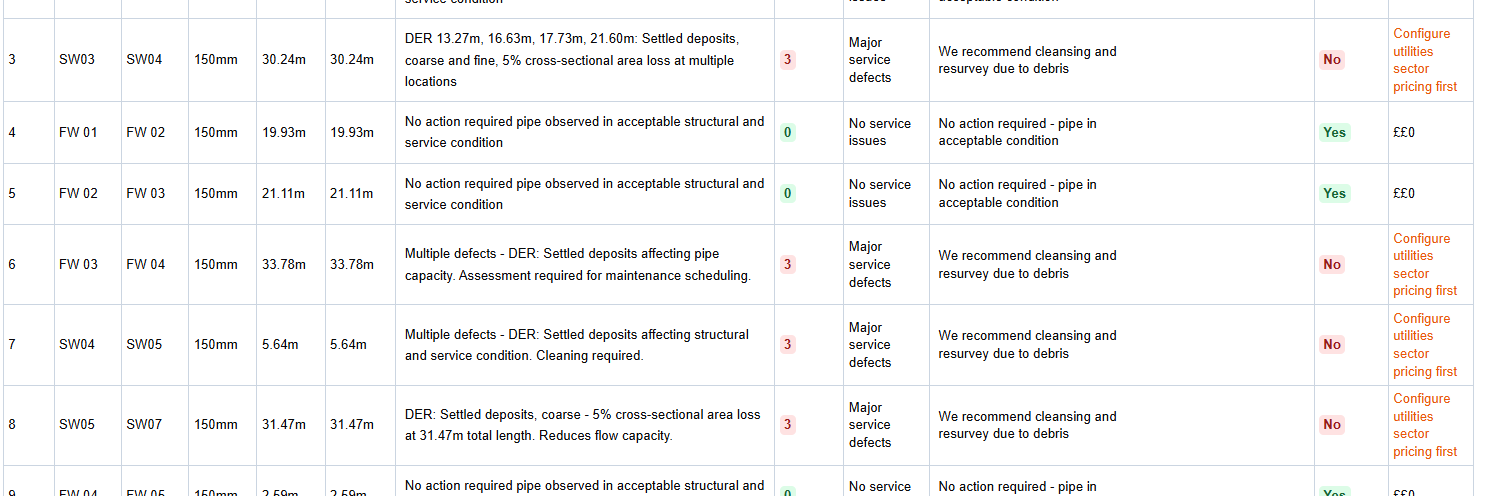 service condition
issues
acceptable condition
3 SW03 SW04 150mm 30.24m 30.24m
DER 13.27m, 16.63m, 17.73m, 21.60m: Settled deposits,
coarse and fine, 5% cross-sectional area loss at multiple
locations
3
Major
service
defects
We recommend cleansing and
resurvey due to debris
No
Configure
utilities
sector
pricing first
4 FW 01 FW 02 150mm 19.93m 19.93m
No action required pipe observed in acceptable structural and
service condition
0
No service
issues
No action required - pipe in
acceptable condition
Yes
££0
5 FW 02 FW 03 150mm 21.11m 21.11m
No action required pipe observed in acceptable structural and
service condition
0
No service
issues
No action required - pipe in
acceptable condition
Yes
££0
6 FW 03 FW 04 150mm 33.78m 33.78m
Multiple defects - DER: Settled deposits affecting pipe
capacity. Assessment required for maintenance scheduling.
3
Major
service
defects
We recommend cleansing and
resurvey due to debris
No
Configure
utilities
sector
pricing first
7 SW04 SW05 150mm 5.64m 5.64m
Multiple defects - DER: Settled deposits affecting structural
and service condition. Cleaning required.
3
Major
service
defects
We recommend cleansing and
resurvey due to debris
No
Configure
utilities
sector
pricing first
8 SW05 SW07 150mm 31.47m 31.47m
DER: Settled deposits, coarse - 5% cross-sectional area loss
at 31.47m total length. Reduces flow capacity.
3
Major
service
defects
We recommend cleansing and
resurvey due to debris
No
Configure
utilities
sector
pricing first
9 FW 04 FW 05 150mm 2.59m 2.59m
No action required pipe observed in acceptable structural and
0
No service
No action required - pipe in
Yes
££0